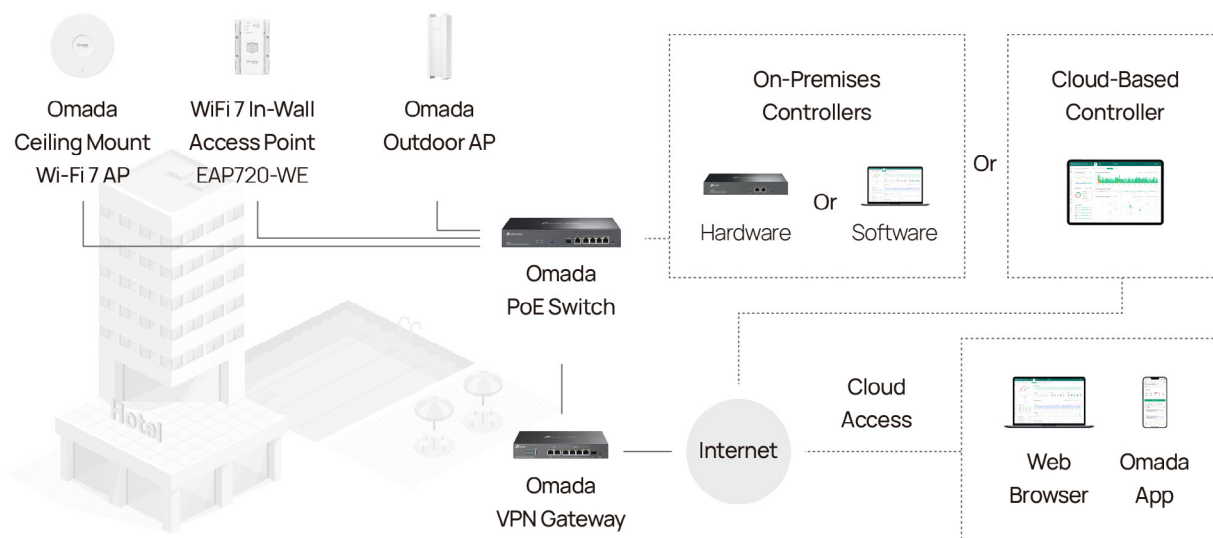 Omada
Ceiling Mount
Wi-Fi 7 AP
WiFi 7 In-Wall
Access Point
EAP720-WE
Omada
Outdoor AP
On-Premises
Controllers
Hardware
Or
Software
Or
Cloud-Based
Controller
Omada
PoE Switch
Hotel
Omada
VPN Gateway
Internet
Cloud
Access
Web
Browser
Omada
App